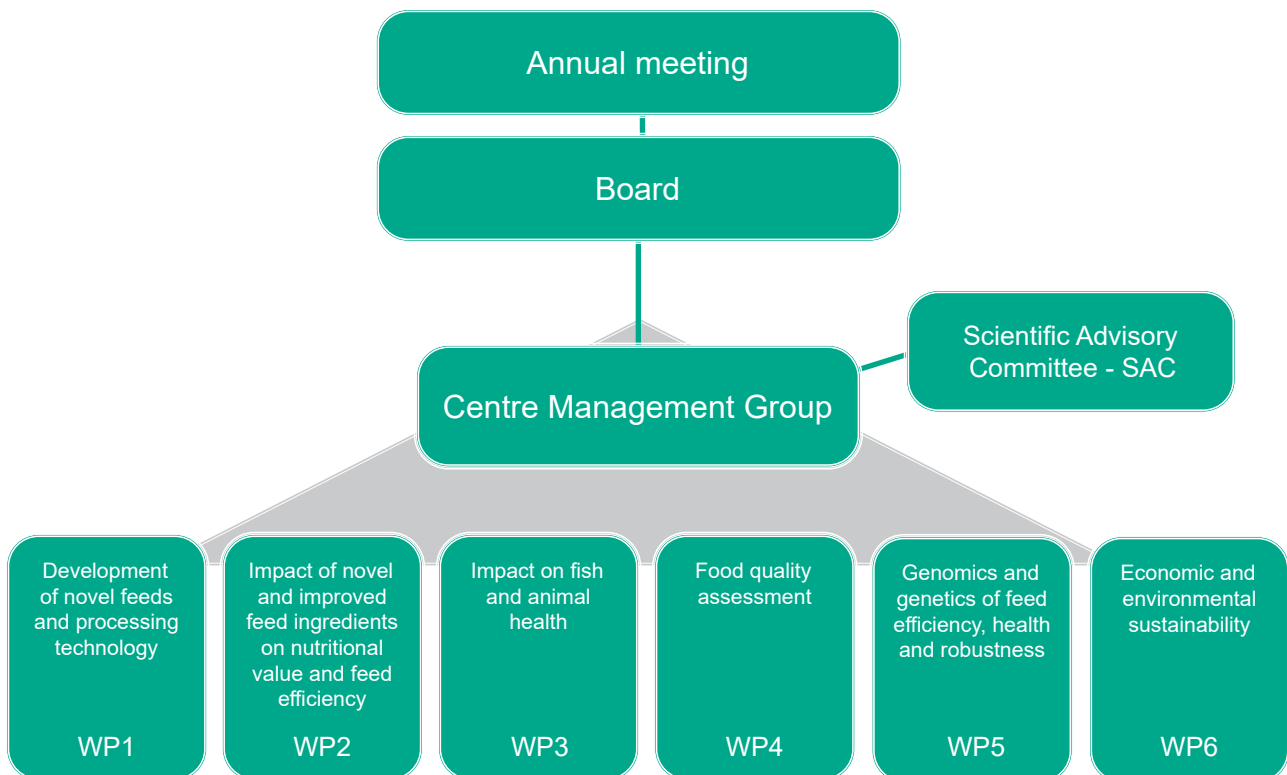 Annual meeting
Board
Scientific Advisory
Committee - SAC
Centre Management Group
Development
of novel feeds
and processing
technology
WP1
Impact of novel
and improved
feed ingredients
on nutritional
value and feed
efficiency
WP2
Impact on fish
and animal
health
WP3
Food quality
assessment
WP4
Genomics and
genetics of feed
efficiency, health
and robustness
WP5
Economic and
environmental
sustainability
WP6